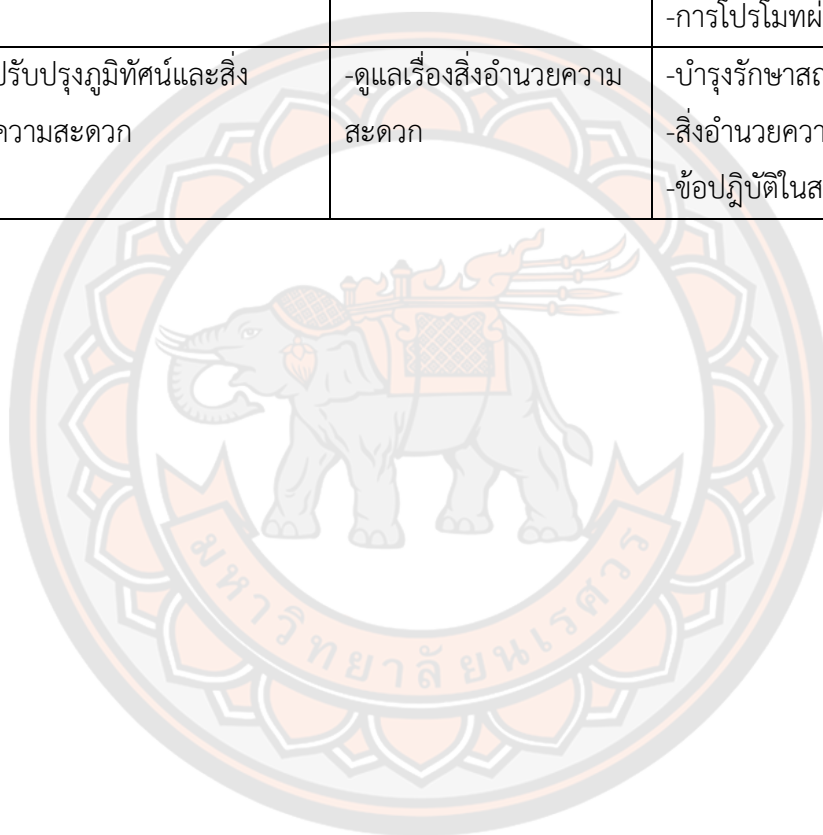 -การโปรโมทผ่
ปรับปรุงภูมิทัศน์และสิ่ง
ความสะดวก
-ดูแลเรื่องสิ่งอำนวยความ
สะดวก
-บำรุงรักษาสถ
-สิ่งอำนวยควา
-ข้อปฎิบัติในส
มหาวิทยาลัยนเรศวร